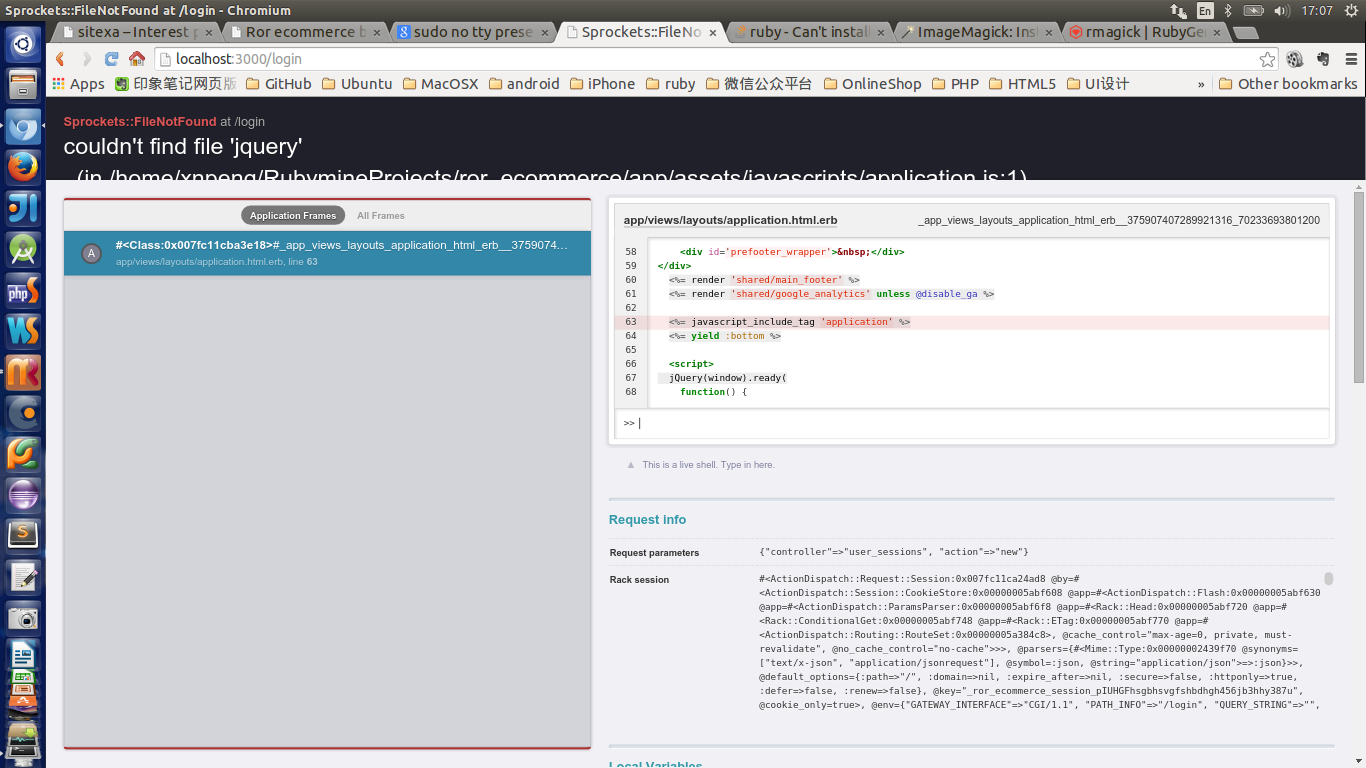 Sprockets::FileNotFound at /login - Chromium
En
17:07
sitexa – Interest p
Ror ecommerce b
sudo no tty prese
Sprockets::FileNo
ruby - Can't instal
ImageMagick: Ins
rmagick | RubyGe
localhost:3000/login
Apps
印象笔记网页版
GitHub
Ubuntu
MacOSX
android
iPhone
ruby
微信公众平台
OnlineShop
PHP
HTML5
UI设计
»
Other bookmarks
Sprockets::FileNotFound at /login
couldn't find file 'jquery'
(in /home/xnpeng/RubymineProjects/ror_ecommerce/app/assets/javascripts/application.js:1)
Application Frames
All Frames
A
#<Class:0x007fc11cba3e18>#_app_views_layouts_application_html_erb__3759074…
app/views/layouts/application.html.erb, line 63
app/views/layouts/application.html.erb
_app_views_layouts_application_html_erb__375907407289921316_70233693801200
58 <div id='prefooter_wrapper'>&nbsp;</div>
59 </div>
60 <%= render 'shared/main_footer' %>
61 <%= render 'shared/google_analytics' unless @disable_ga %>
62
63 <%= javascript_include_tag 'application' %>
64 <%= yield :bottom %>
65
66 <script>
67 jQuery(window).ready(
68 function() {
>>
This is a live shell. Type in here.
Request info
Request parameters
{"controller"=>"user_sessions", "action"=>"new"}
Rack session
#<ActionDispatch::Request::Session:0x007fc11ca24ad8 @by=#
<ActionDispatch::Session::CookieStore:0x00000005abf608 @app=#<ActionDispatch::Flash:0x00000005abf630
@app=#<ActionDispatch::ParamsParser:0x00000005abf6f8 @app=#<Rack::Head:0x00000005abf720 @app=#
<Rack::ConditionalGet:0x00000005abf748 @app=#<Rack::ETag:0x00000005abf770 @app=#
<ActionDispatch::Routing::RouteSet:0x00000005a384c8>, @cache_control="max-age=0, private, must-
revalidate", @no_cache_control="no-cache">>>, @parsers={#<Mime::Type:0x00000002439f70 @synonyms=
["text/x-json", "application/jsonrequest"], @symbol=:json, @string="application/json">=>:json}>>,
@default_options={:path=>"/", :domain=>nil, :expire_after=>nil, :secure=>false, :httponly=>true,
:defer=>false, :renew=>false}, @key="_ror_ecommerce_session_pIUHGFhsgbhsvgfshbdhgh456jb3hhy387u",
@cookie_only=true>, @env={"GATEWAY_INTERFACE"=>"CGI/1.1", "PATH_INFO"=>"/login", "QUERY_STRING"=>"",
Local Variables